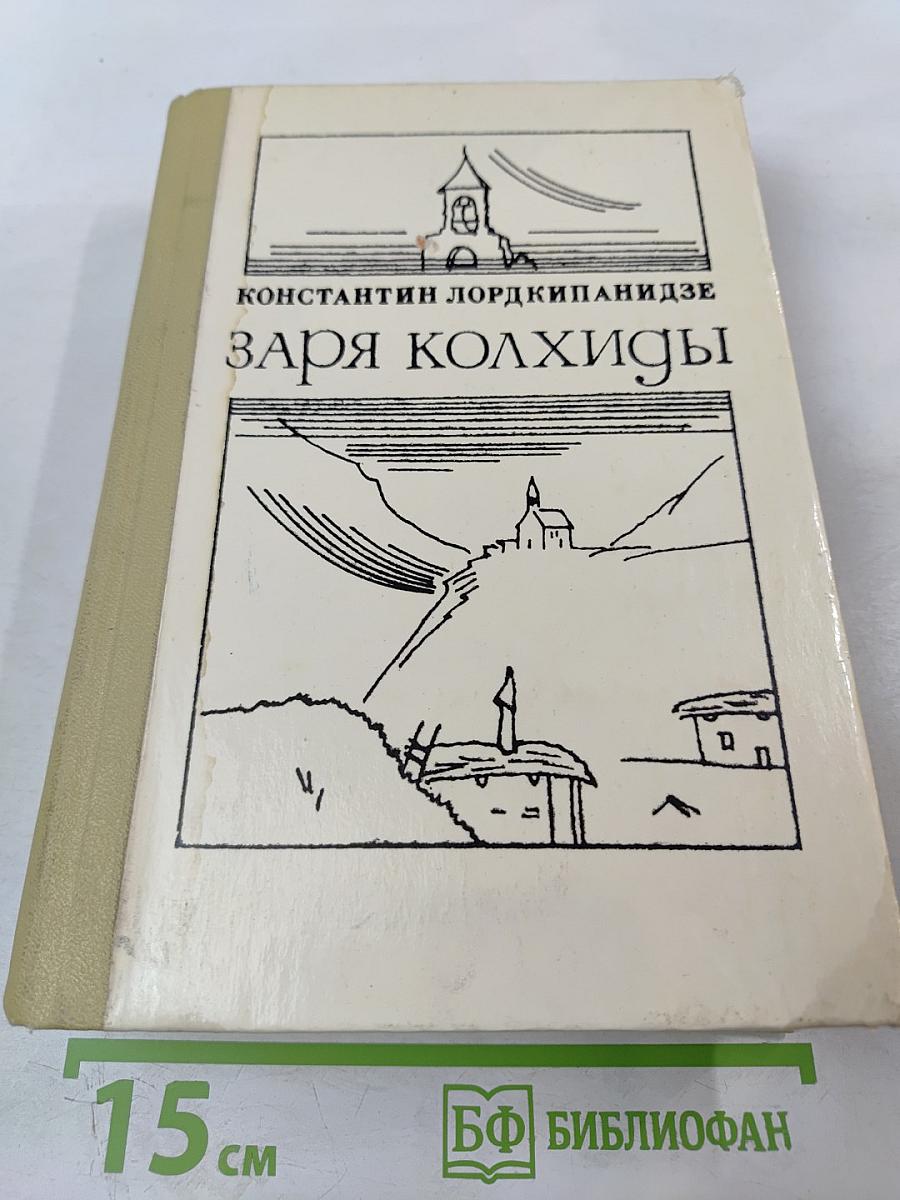 КОНСТАНТИН ЛОРДКИПАНИДЗЕ
ЗАРЯ КОЛХИДЫ
15 см
БФ БИБЛИОФАН